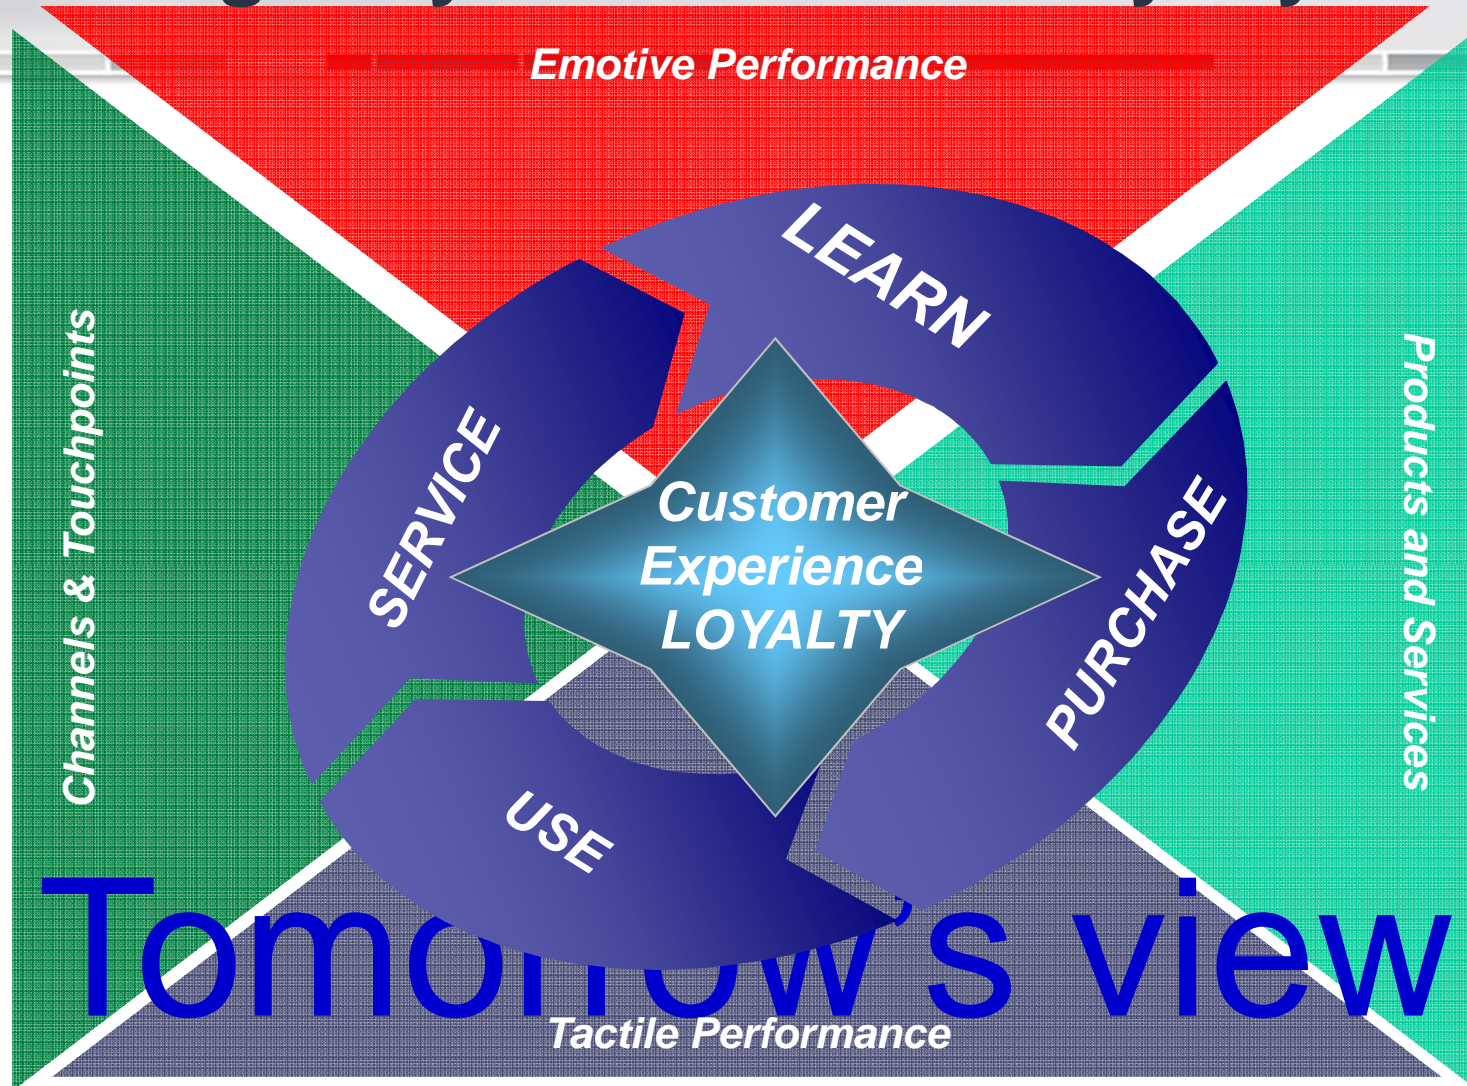 Emotive Performance
LEARN
SERVICE
PURCHASE
Customer
Experience
LOYALTY
Channels & Touchpoints
Products and Services
USE
Tomorrow's view
Tactile Performance